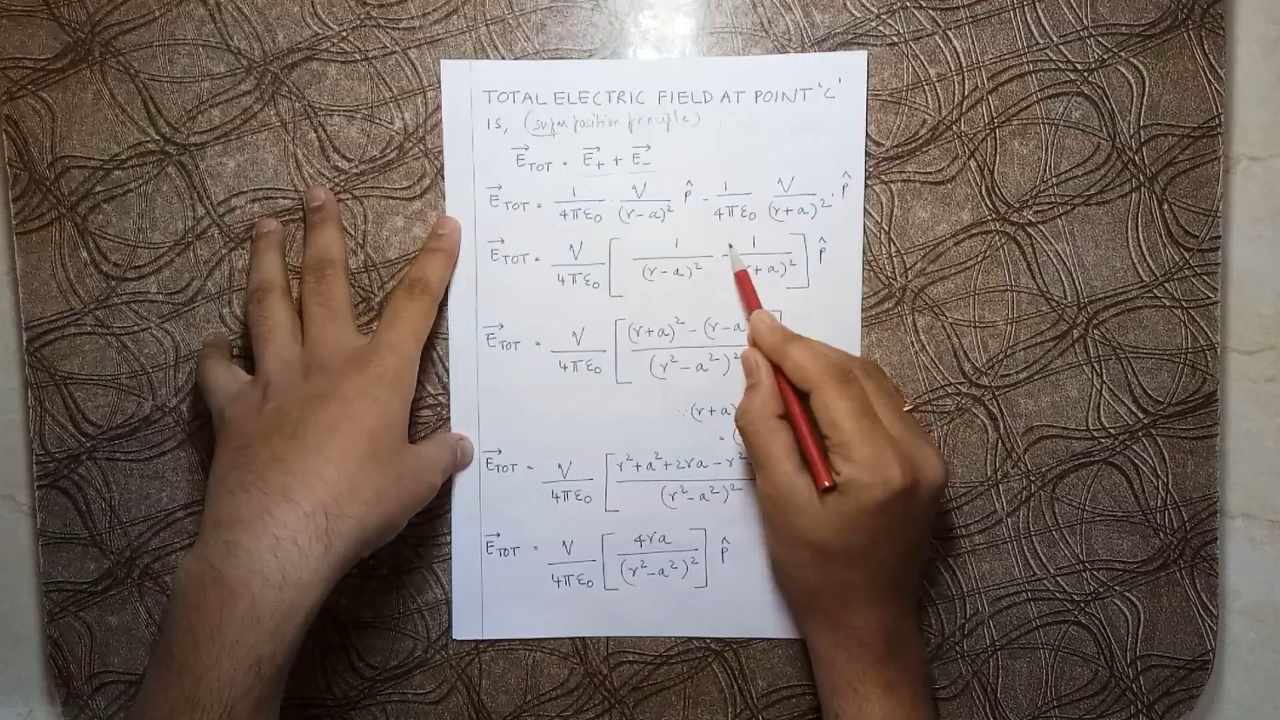 TOTAL ELECTRIC FIELD AT POINT 'C'
IS, (superposition principle)
E⃗TOT = E⃗₊ + E⃗₋
E⃗TOT = 1/4πε₀ · V/(r-a)² p̂ - 1/4πε₀ V/(r+a)² · p̂
E⃗TOT = V/4πε₀ [ 1/(r-a)² - 1/ +a)² ] p̂
E⃗TOT = V/4πε₀ [ (r+a)² - (r-a /(r²-a²)² ]
∵ (r+a)
= (
E⃗TOT = V/4πε₀ [ r²+a²+2ra-r² /(r²-a²)²
E⃗TOT = V/4πε₀ [ 4ra/(r²-a²)² ] p̂